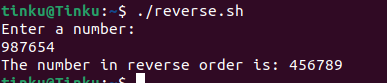 tinku@Tinku:~$ ./reverse.sh
Enter a number:
987654
The number in reverse order is: 456789
tinku@Tinku:~$